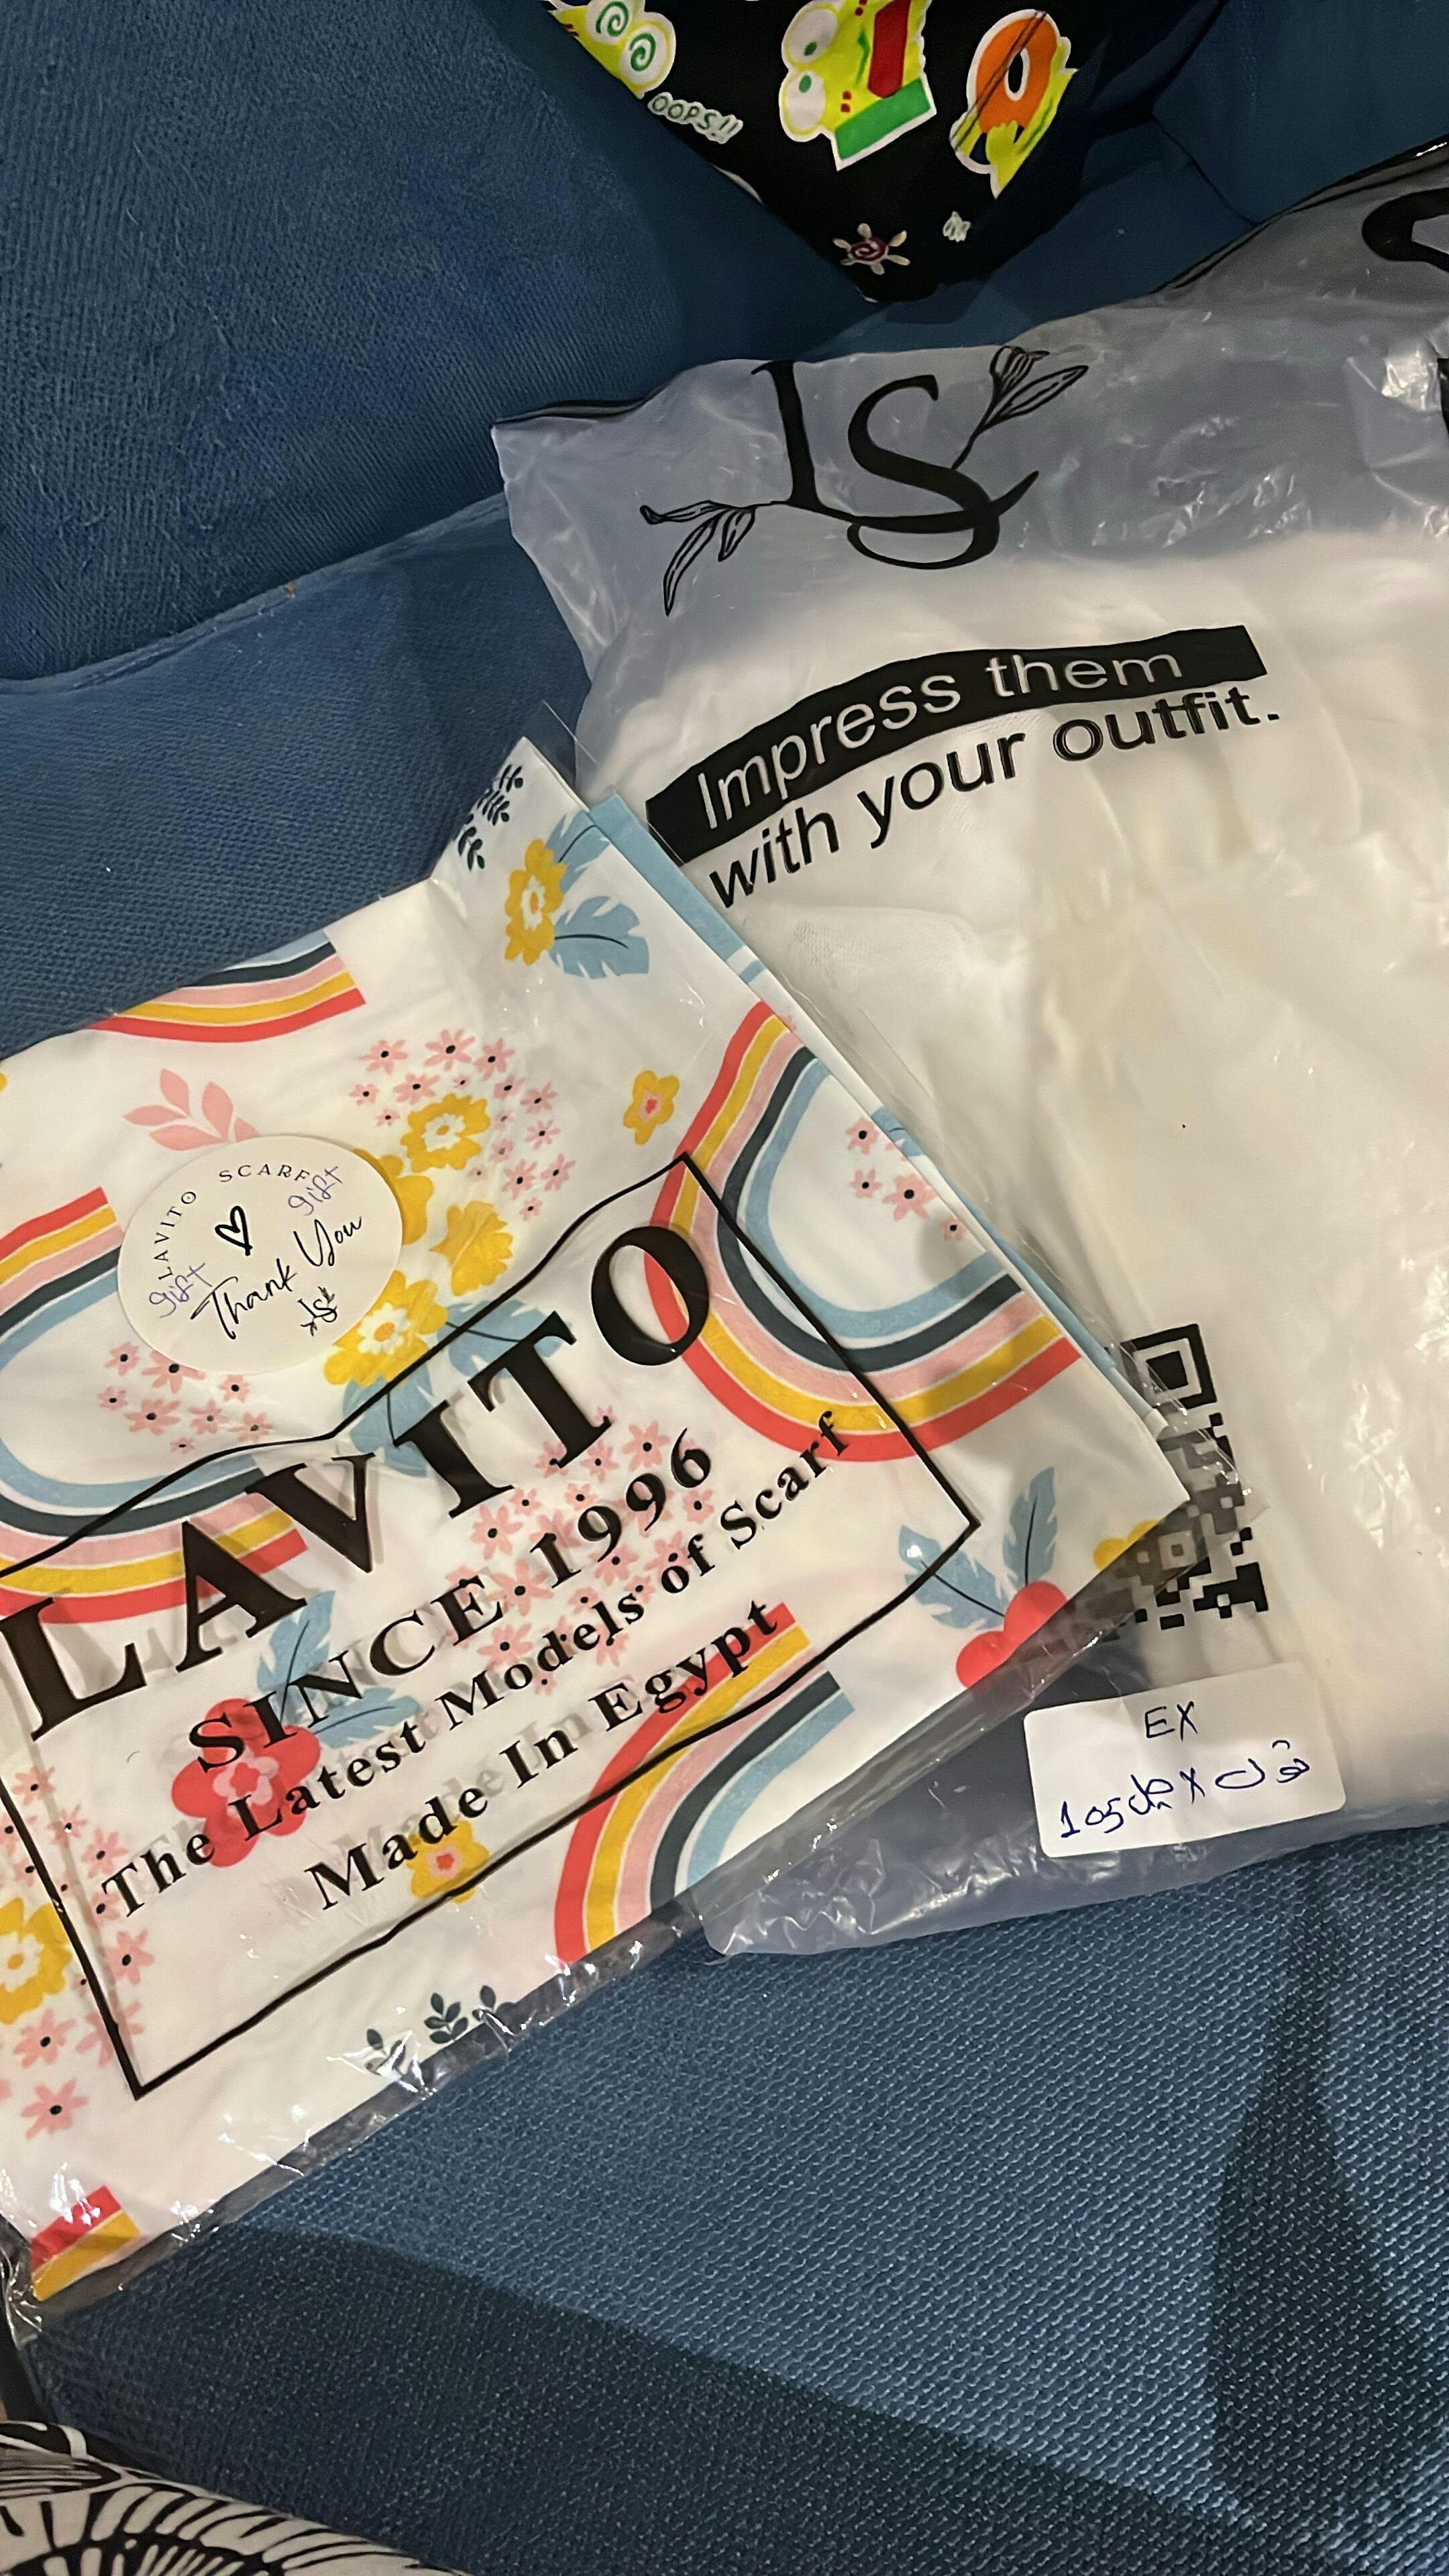 OOPS!!
LS
Impress them
with your outfit.
LAVITO SCARF
gift
gift
Thank You
LS
LAVITO
SINCE.1996
The Latest Models of Scarf
Made In Egypt
EX